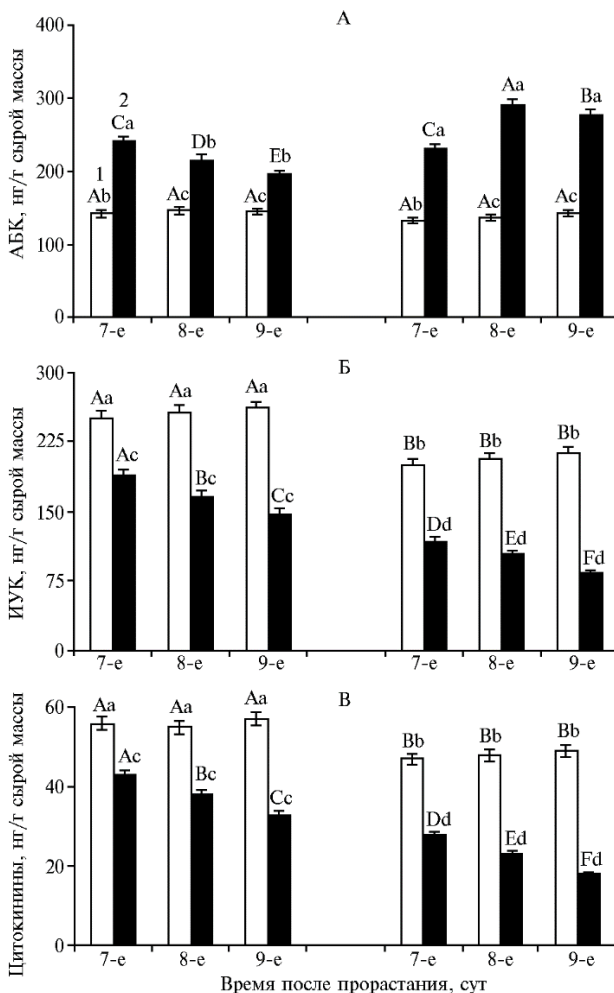 А
АБК, нг/т сырой массы
400
300
200
100
0
1
Ab
2
Ca
Ac
Db
Ac
Eb
Ab
Ca
Ac
Aa
Ac
Ba
7-е 8-е 9-е 7-е 8-е 9-е
Б
ИУК, нг/т сырой массы
300
225
150
75
0
Aa
Ac
Aa
Bc
Aa
Cc
Bb
Dd
Bb
Ed
Bb
Fd
7-е 8-е 9-е 7-е 8-е 9-е
В
Цитокинины, нг/т сырой массы
60
40
20
0
Aa
Ac
Aa
Bc
Aa
Cc
Bb
Dd
Bb
Ed
Bb
Fd
7-е 8-е 9-е 7-е 8-е 9-е
Время после прорастания, сут